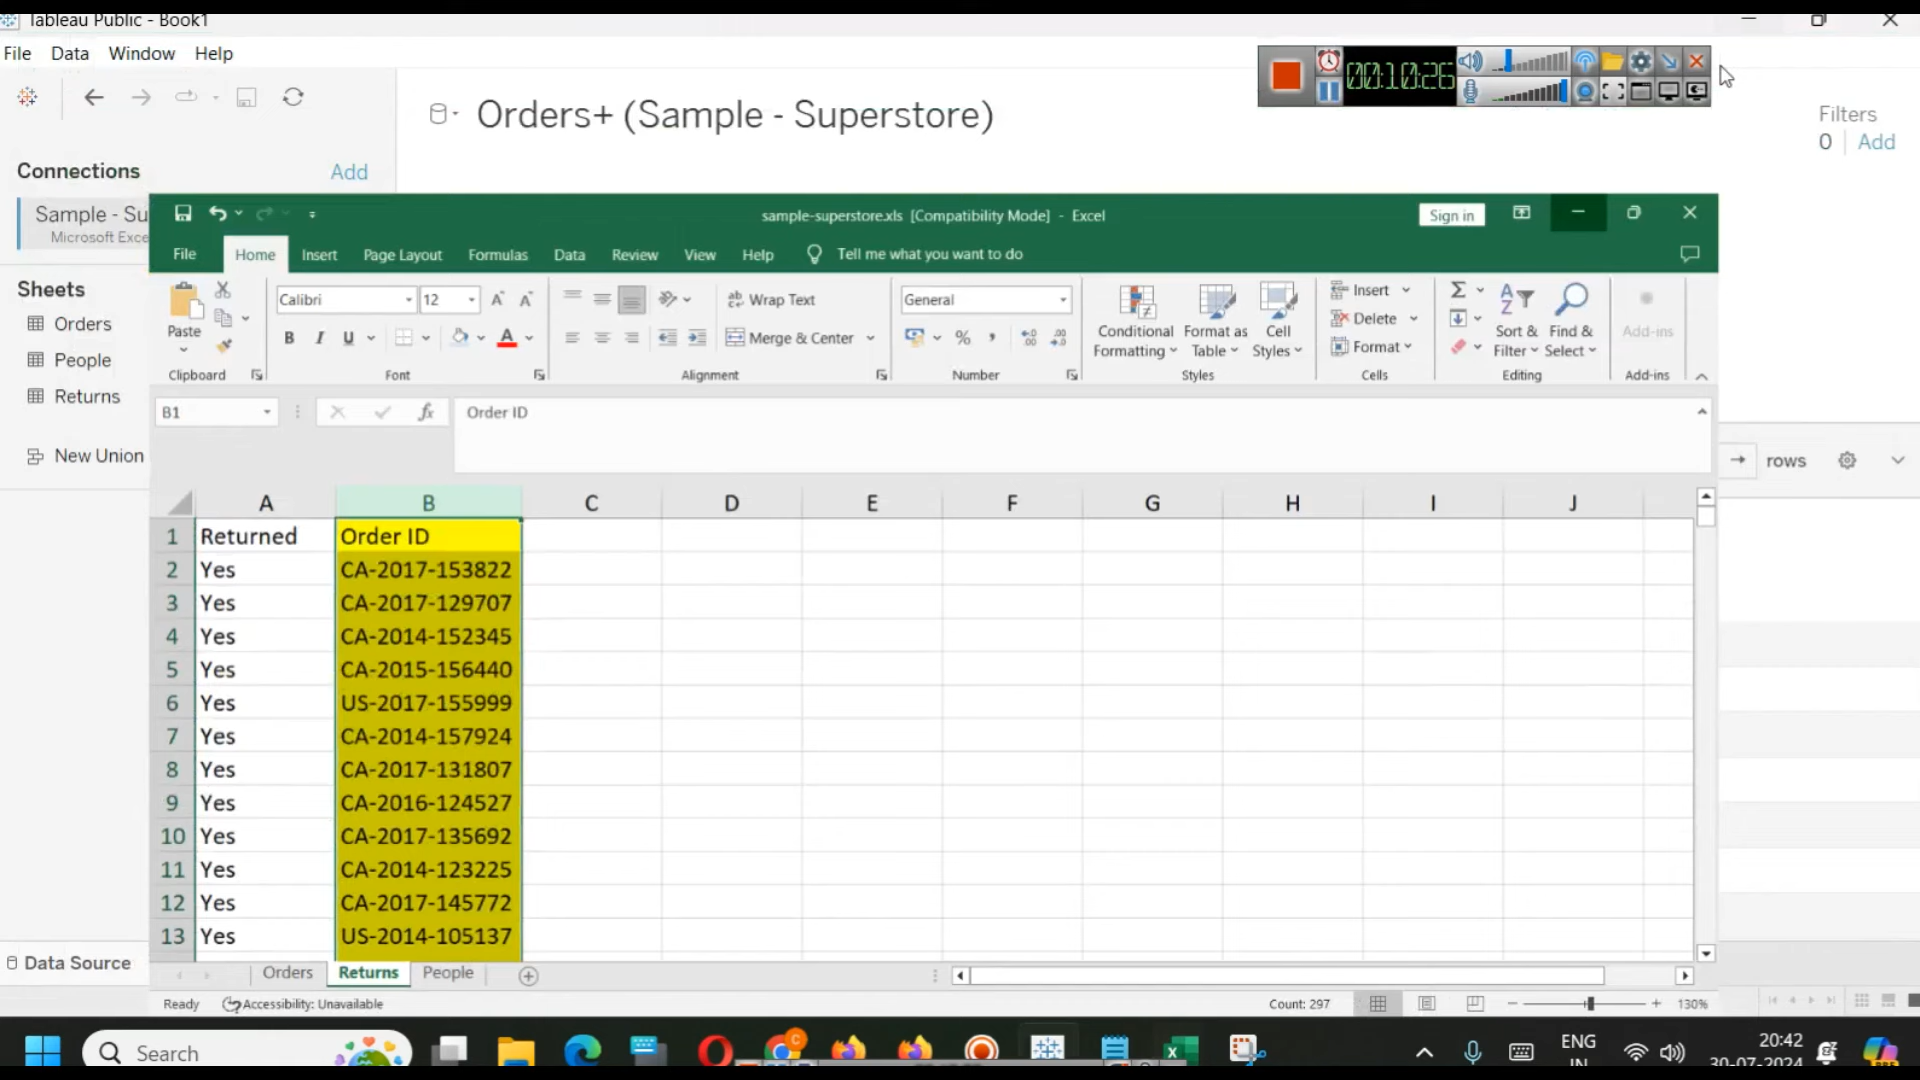 Tableau Public - Book1
File Data Window Help
00:10:26
Orders+ (Sample - Superstore)
Filters
0 Add
Connections Add
Sample - Su
Microsoft Exce
Sheets
Orders
People
Returns
New Union
sample-superstore.xls [Compatibility Mode] - Excel
Sign in
File Home Insert Page Layout Formulas Data Review View Help Tell me what you want to do
Paste
Clipboard
Calibri 12
B I U A
Font
Wrap Text
Merge & Center
Alignment
General
%
Number
Conditional Formatting
Format as Table
Cell Styles
Styles
Insert
Delete
Format
Cells
Sort & Filter
Find & Select
Editing
Add-ins
Add-ins
B1 fx Order ID
rows
A B C D E F G H I J
1 Returned Order ID
2 Yes CA-2017-153822
3 Yes CA-2017-129707
4 Yes CA-2014-152345
5 Yes CA-2015-156440
6 Yes US-2017-155999
7 Yes CA-2014-157924
8 Yes CA-2017-131807
9 Yes CA-2016-124527
10 Yes CA-2017-135692
11 Yes CA-2014-123225
12 Yes CA-2017-145772
13 Yes US-2014-105137
Data Source
Orders Returns People
Ready Accessibility: Unavailable Count: 297 130%
Search
ENG
IN
20:42
30-07-2024